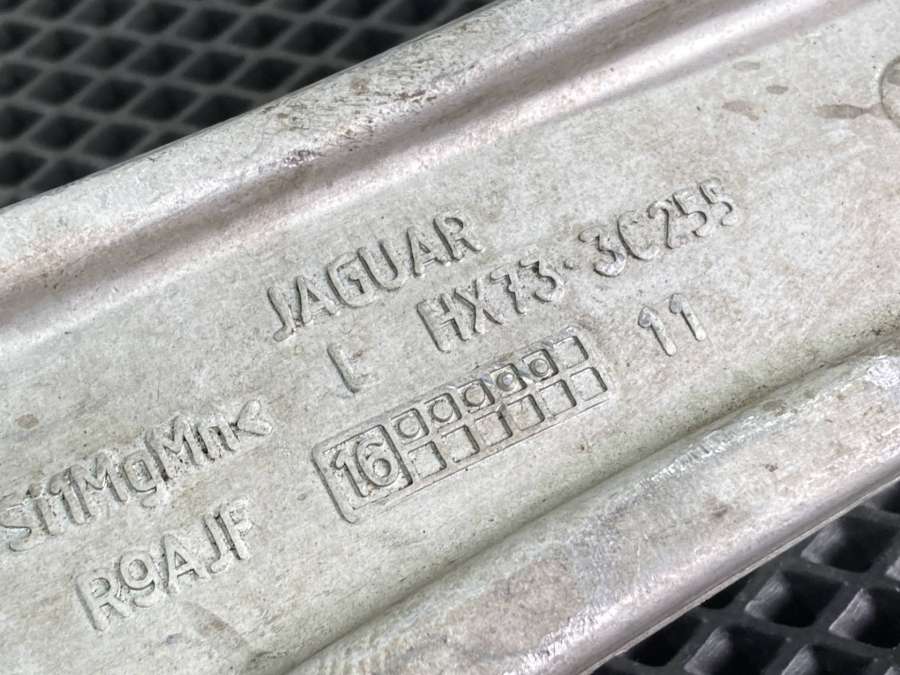 JAGUAR
L HX73-3C255
11
16
Si1MgMn<
R9AJF